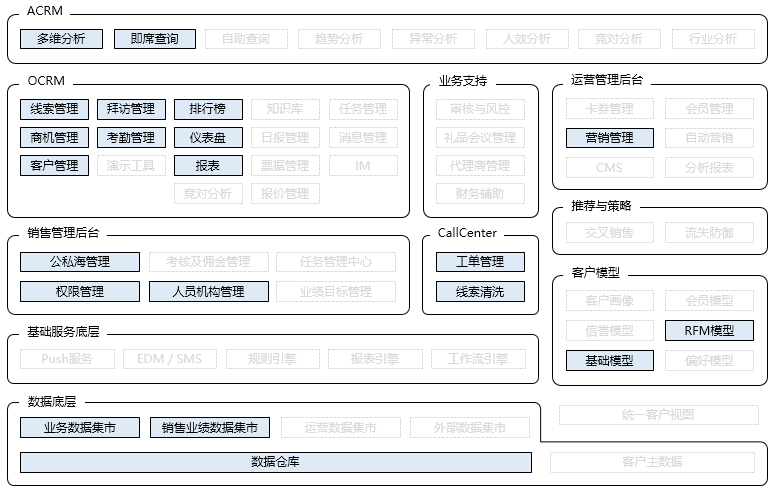 ACRM
多维分析 即席查询 自助查询 趋势分析 异常分析 人效分析 竞对分析 行业分析
OCRM
线索管理 拜访管理 排行榜 知识库 任务管理
商机管理 考勤管理 仪表盘 日报管理 消息管理
客户管理 演示工具 报表 票据管理 IM
竞对分析 报价管理
业务支持
审核与风控
礼品会议管理
代理商管理
财务辅助
运营管理后台
卡券管理 会员管理
营销管理 自动营销
CMS 分析报表
推荐与策略
交叉销售 流失防御
销售管理后台
公私海管理 考核及佣金管理 任务管理中心
权限管理 人员机构管理 业绩目标管理
CallCenter
工单管理
线索清洗
客户模型
客户画像 会员模型
信誉模型 RFM模型
基础模型 偏好模型
基础服务底层
Push服务 EDM / SMS 规则引擎 报表引擎 工作流引擎
数据底层
业务数据集市 销售业绩数据集市 运营数据集市 外部数据集市
统一客户视图
数据仓库 客户主数据